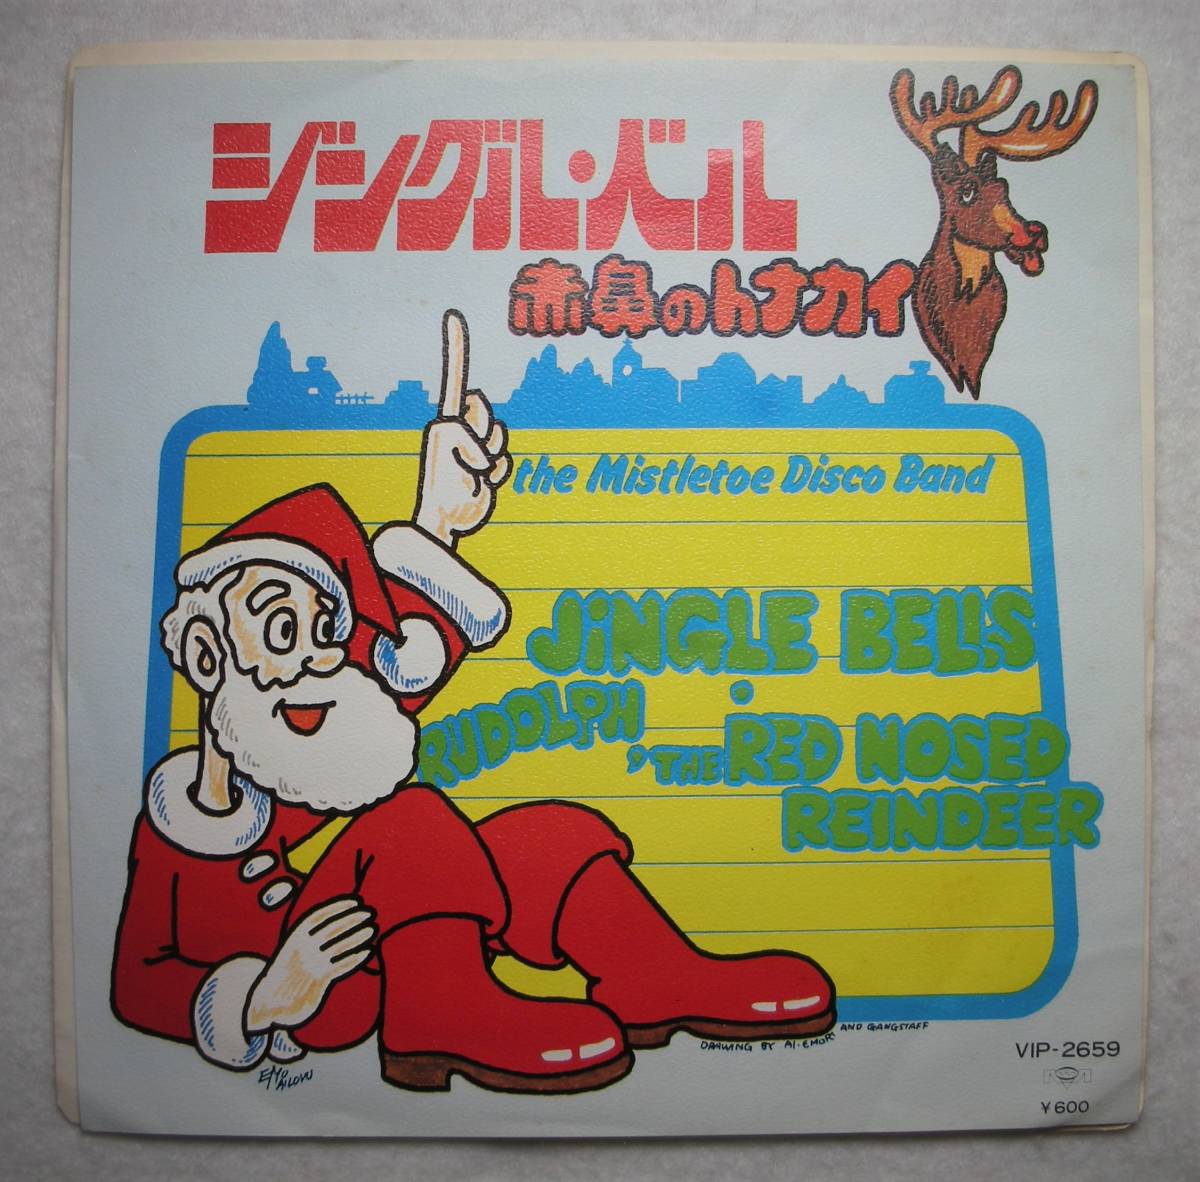 ジングル・ベル
赤鼻のトナカイ
the Mistletoe Disco Band
JiNGLE BELLS
•
RUDOLPH, THE RED NOSED
REINDEER
DRAWING BY AI-EMORI AND GANGSTAFF
VIP-2659
¥600